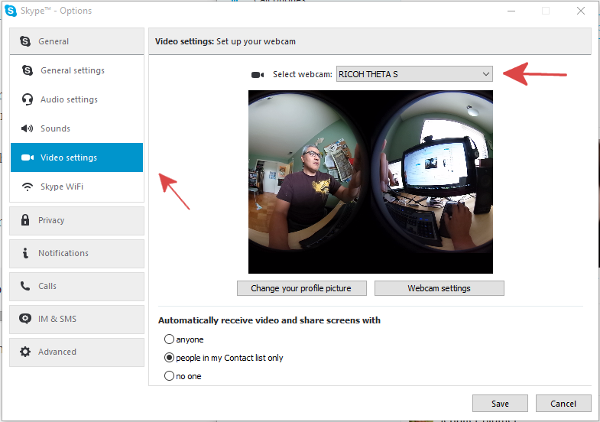 Skype™ - Options
General
General settings
Audio settings
Sounds
Video settings
Skype WiFi
Privacy
Notifications
Calls
IM & SMS
Advanced
Video settings: Set up your webcam
Select webcam: RICOH THETA S
Change your profile picture
Webcam settings
Automatically receive video and share screens with
anyone
people in my Contact list only
no one
Save
Cancel